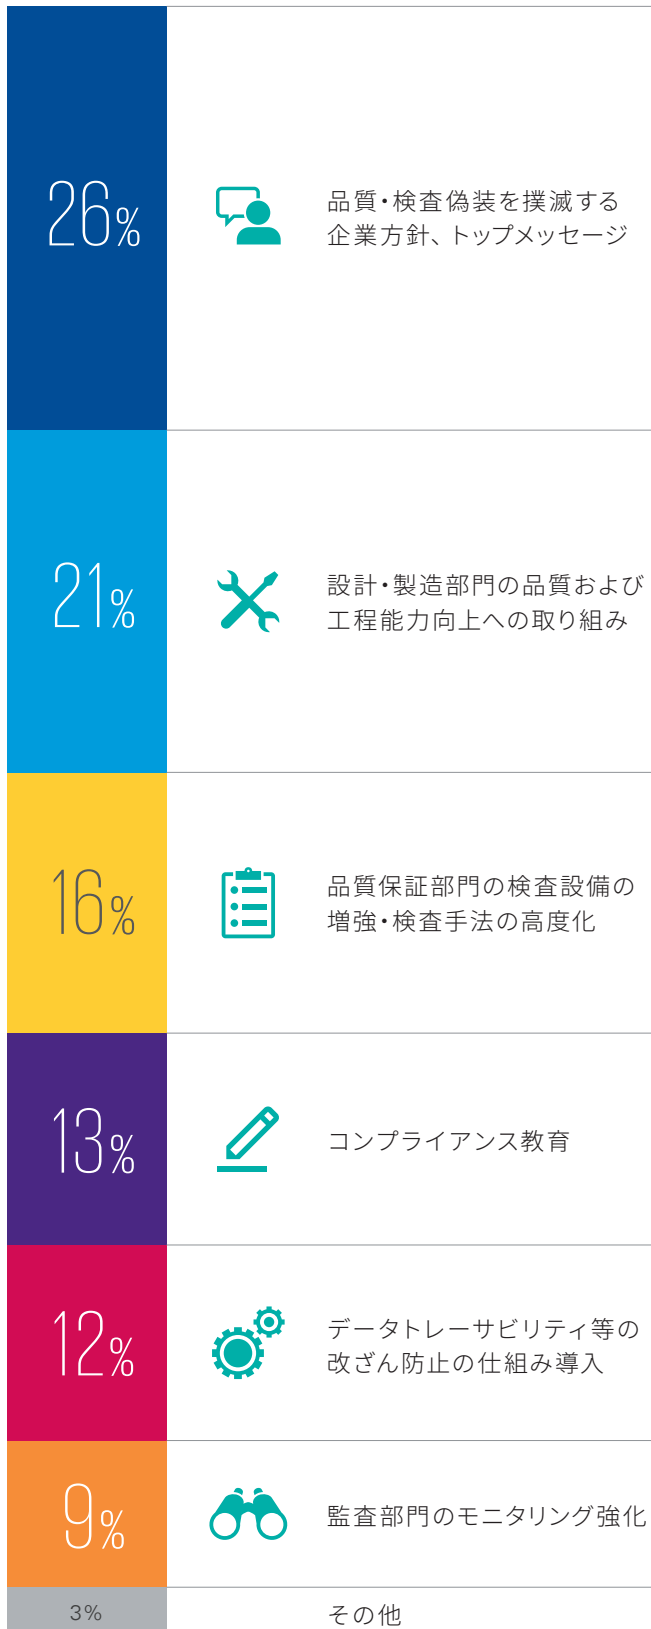 26%
品質・検査偽装を撲滅する
企業方針、トップメッセージ
21%
設計・製造部門の品質および
工程能力向上への取り組み
16%
品質保証部門の検査設備の
増強・検査手法の高度化
13%
コンプライアンス教育
12%
データトレーサビリティ等の
改ざん防止の仕組み導入
9%
監査部門のモニタリング強化
3%
その他